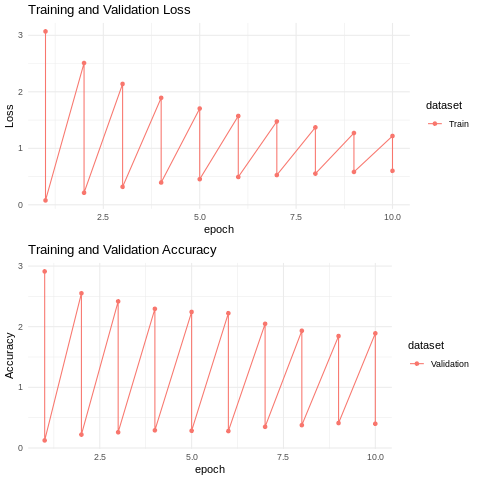 Training and Validation Loss
3
2
1
0
Loss
2.5
5.0
7.5
10.0
epoch
dataset
Train
Training and Validation Accuracy
3
2
1
0
Accuracy
2.5
5.0
7.5
10.0
epoch
dataset
Validation